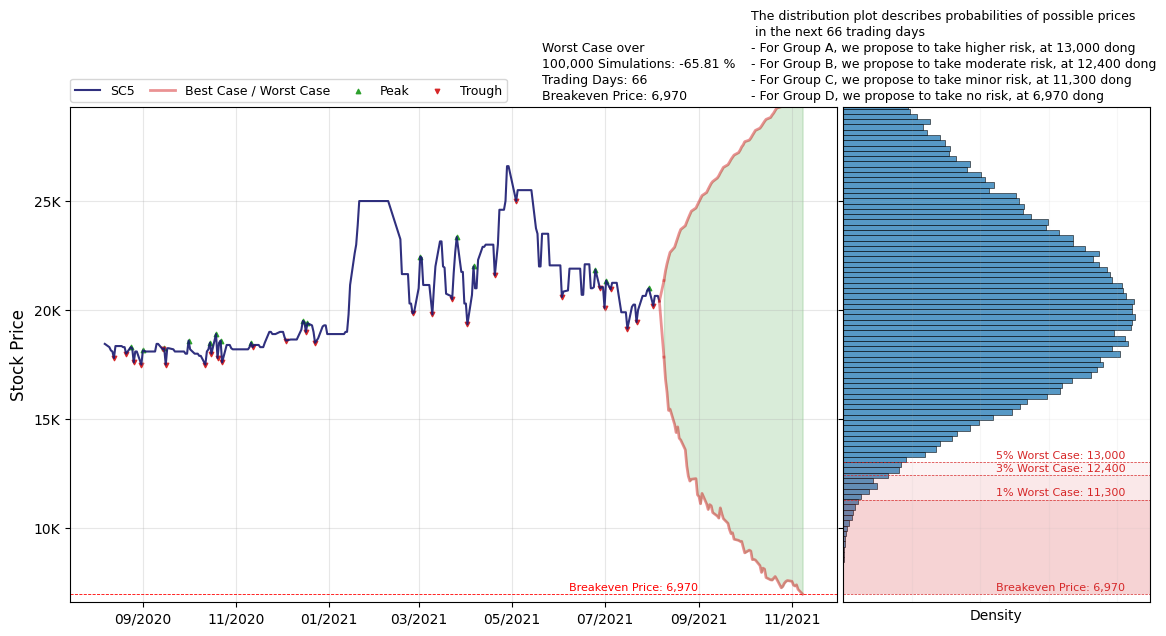 The distribution plot describes probabilities of possible prices
in the next 66 trading days
- For Group A, we propose to take higher risk, at 13,000 dong
- For Group B, we propose to take moderate risk, at 12,400 dong
- For Group C, we propose to take minor risk, at 11,300 dong
- For Group D, we propose to take no risk, at 6,970 dong
Worst Case over
100,000 Simulations: -65.81 %
Trading Days: 66
Breakeven Price: 6,970
SC5
Best Case / Worst Case
Peak
Trough
Stock Price
25K
20K
15K
10K
Breakeven Price: 6,970
09/2020
11/2020
01/2021
03/2021
05/2021
07/2021
09/2021
11/2021
5% Worst Case: 13,000
3% Worst Case: 12,400
1% Worst Case: 11,300
Breakeven Price: 6,970
Density